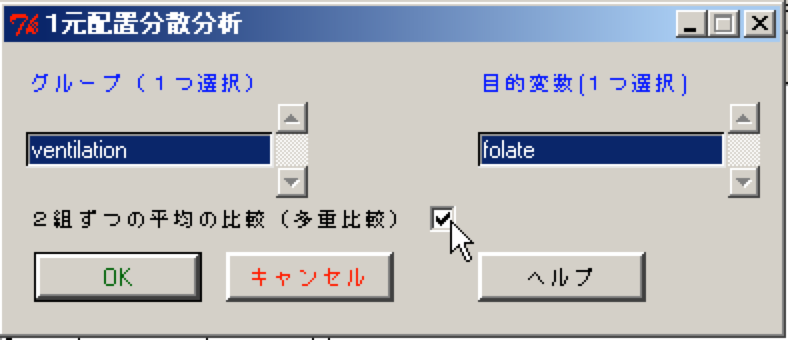 1元配置分散分析
グループ(1つ選択) 目的変数(1つ選択)
ventilation folate
2組ずつの平均の比較(多重比較)
OK キャンセル ヘルプ